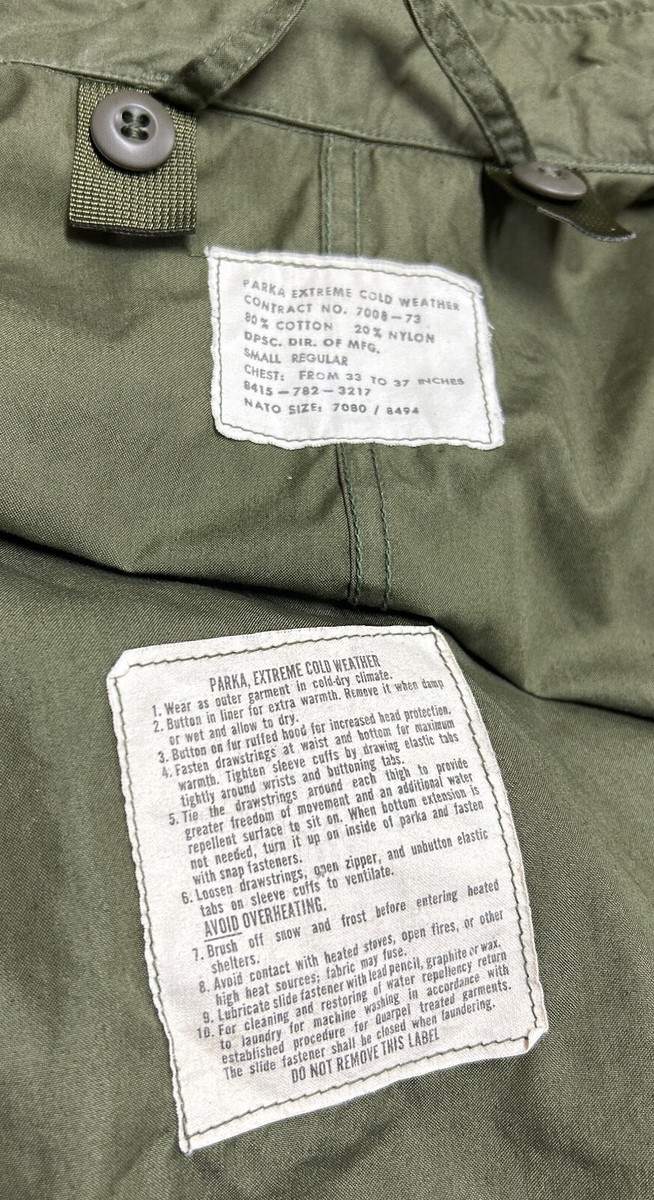 PARKA EXTREME COLD WEATHER
CONTRACT NO. 7008-73
80% COTTON 20% NYLON
DPSC. DIR. OF MFG.
SMALL REGULAR
CHEST: FROM 33 TO 37 INCHES
8415-782-3217
NATO SIZE: 7080 / 8494
PARKA, EXTREME COLD WEATHER
1. Wear as outer garment in cold-dry climate.
2. Button in liner for extra warmth. Remove it when damp
or wet and allow to dry.
3. Button on fur ruffed hood for increased head protection.
4. Fasten drawstrings at waist and bottom for maximum
warmth. Tighten sleeve cuffs by drawing elastic tabs
tightly around wrists and buttoning tabs.
5. Tie the drawstrings around each thigh to provide
greater freedom of movement and an additional water
repellent surface to sit on. When bottom extension is
not needed, turn it up on inside of parka and fasten
with snap fasteners.
6. Loosen drawstrings, open zipper, and unbutton elastic
tabs on sleeve cuffs to ventilate.
AVOID OVERHEATING.
7. Brush off snow and frost before entering heated
shelters.
8. Avoid contact with heated stoves, open fires, or other
high heat sources; fabric may fuse.
9. Lubricate slide fastener with lead pencil, graphite or wax.
10. For cleaning and restoring of water repellency return
to laundry for machine washing in accordance with
established procedure for Quarpel treated garments.
The slide fastener shall be closed when laundering.
DO NOT REMOVE THIS LABEL